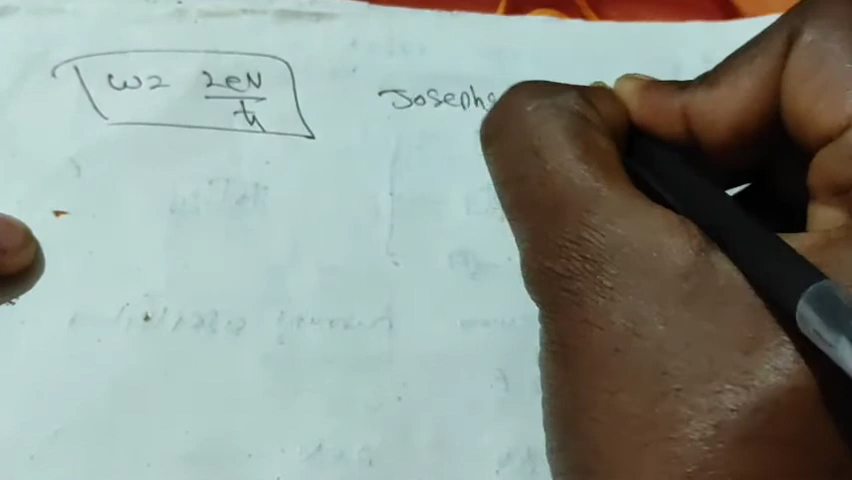 ω = 2eV/ħ
Josephs